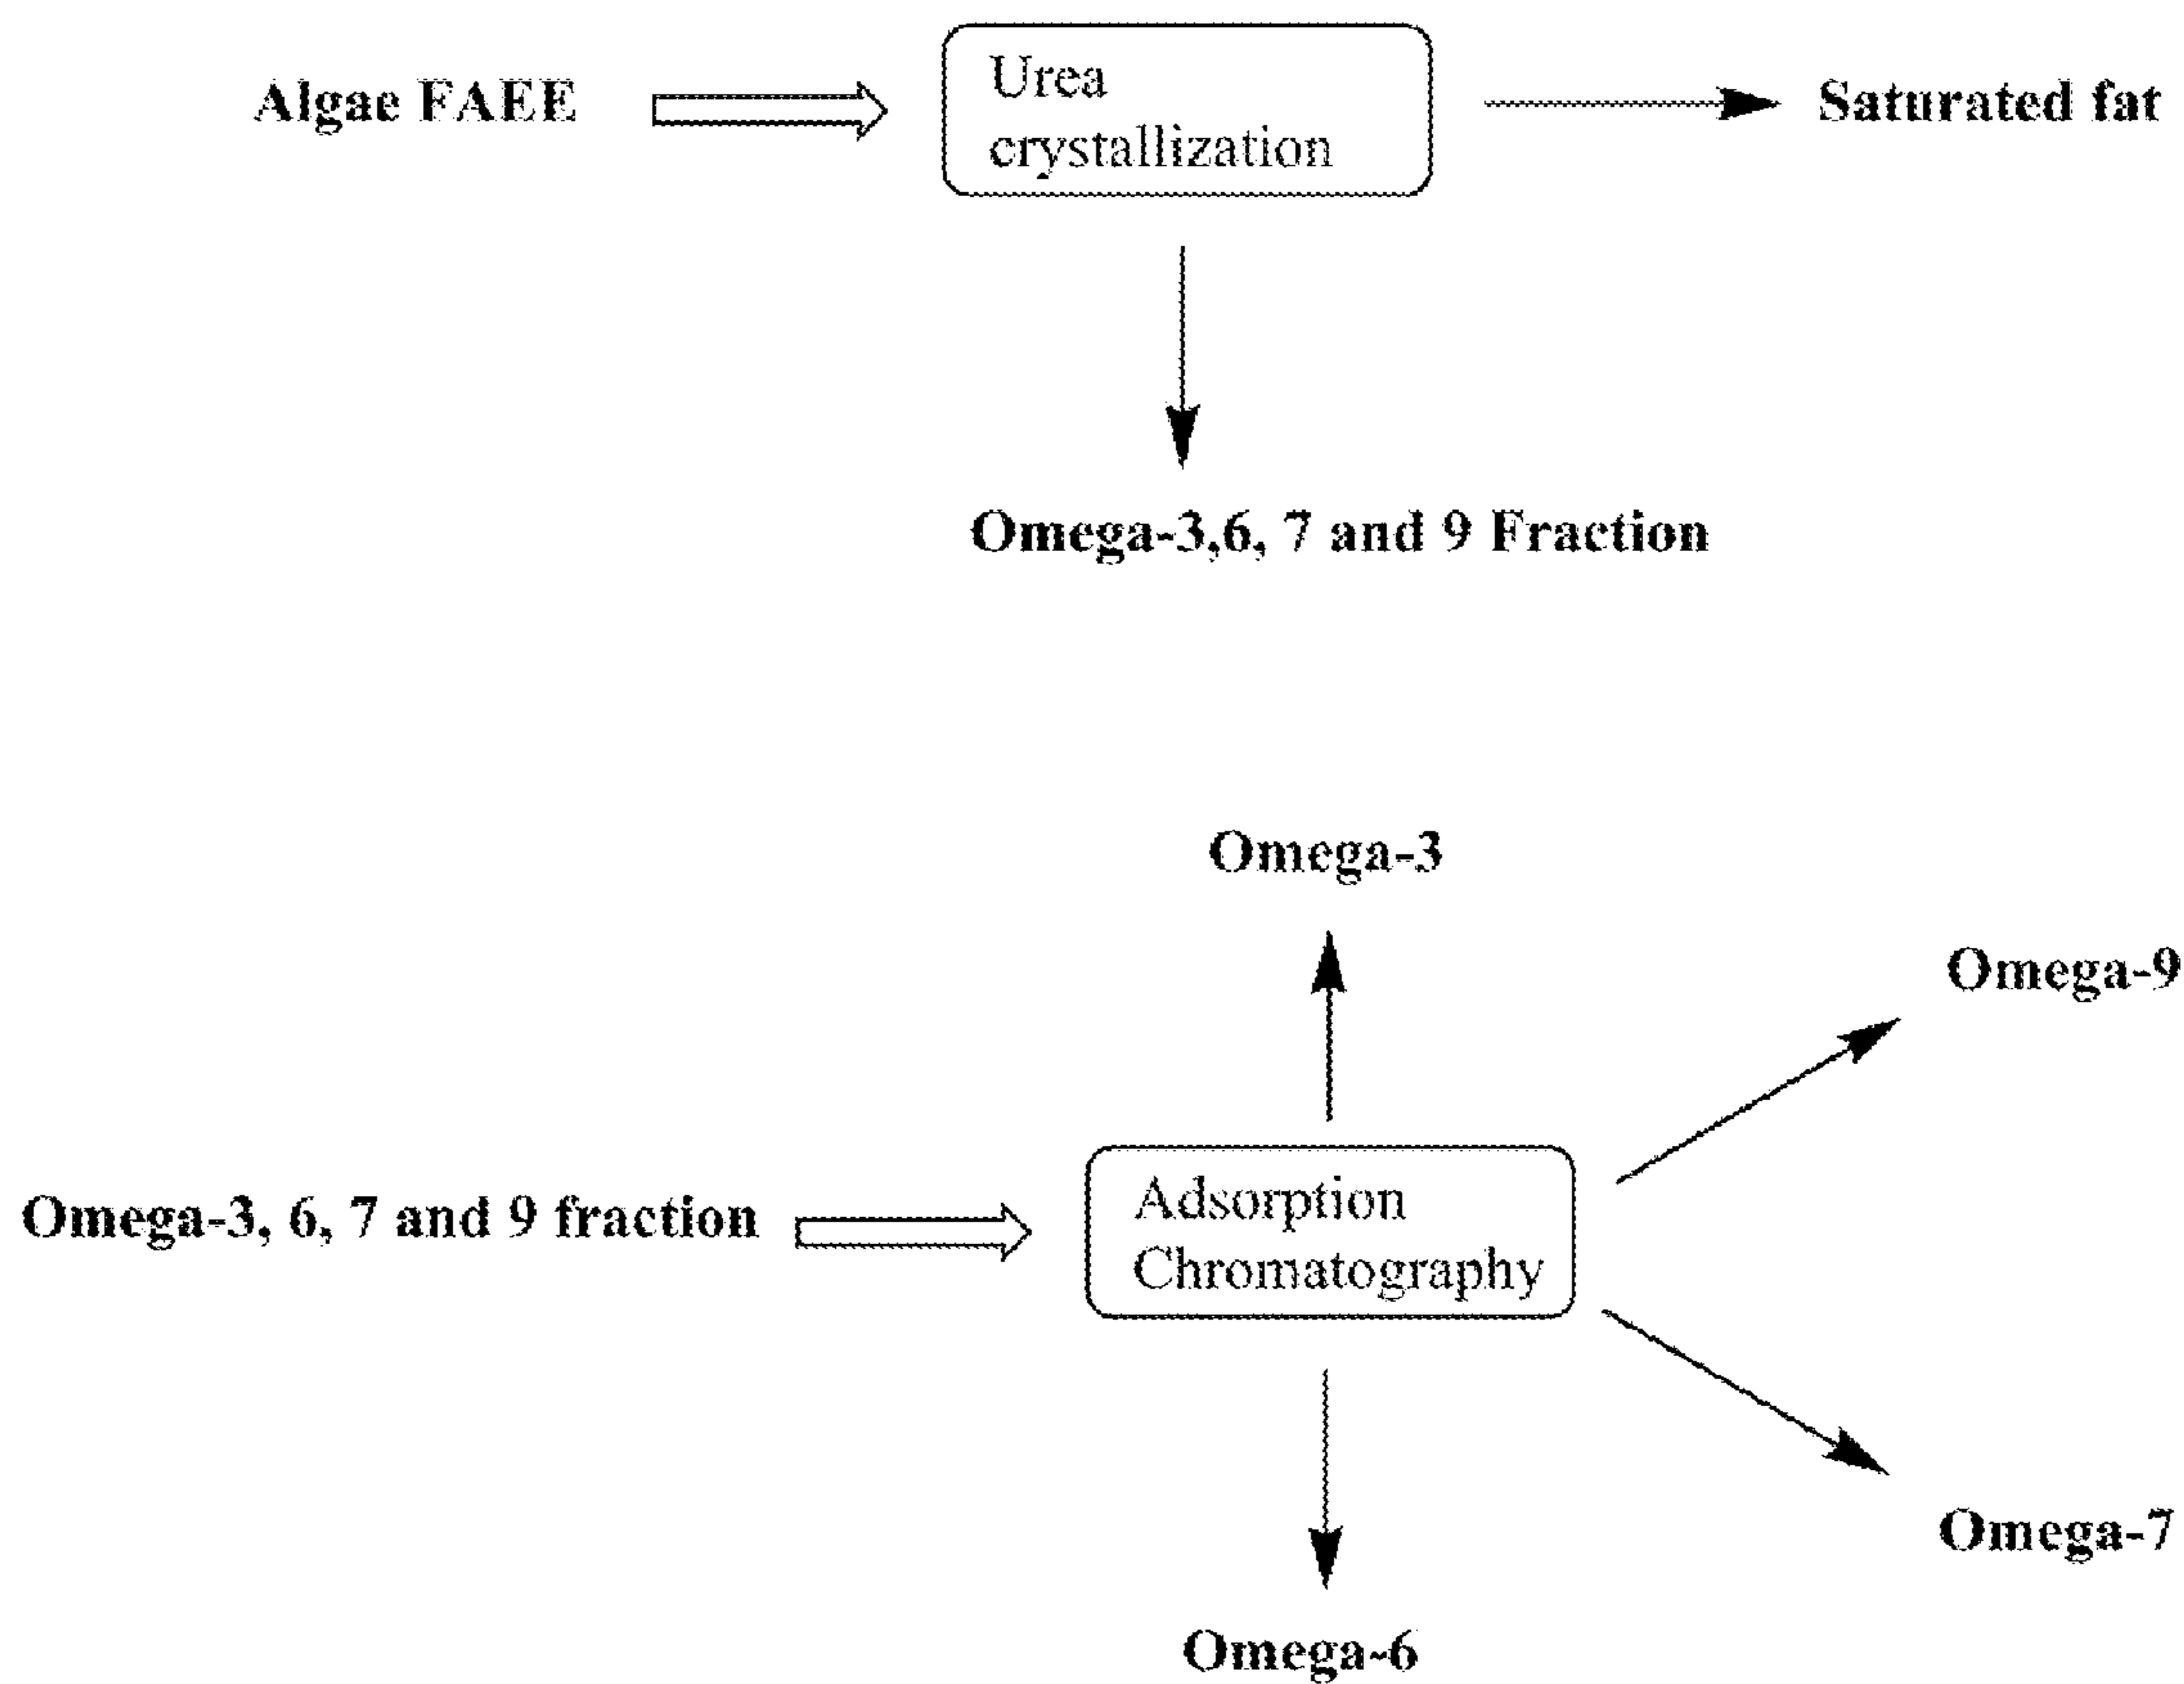 Algae FAEE
Urea
crystallization
Saturated fat
Omega-3,6, 7 and 9 Fraction
Omega-3
Omega-9
Omega-3, 6, 7 and 9 fraction
Adsorption
Chromatography
Omega-7
Omega-6